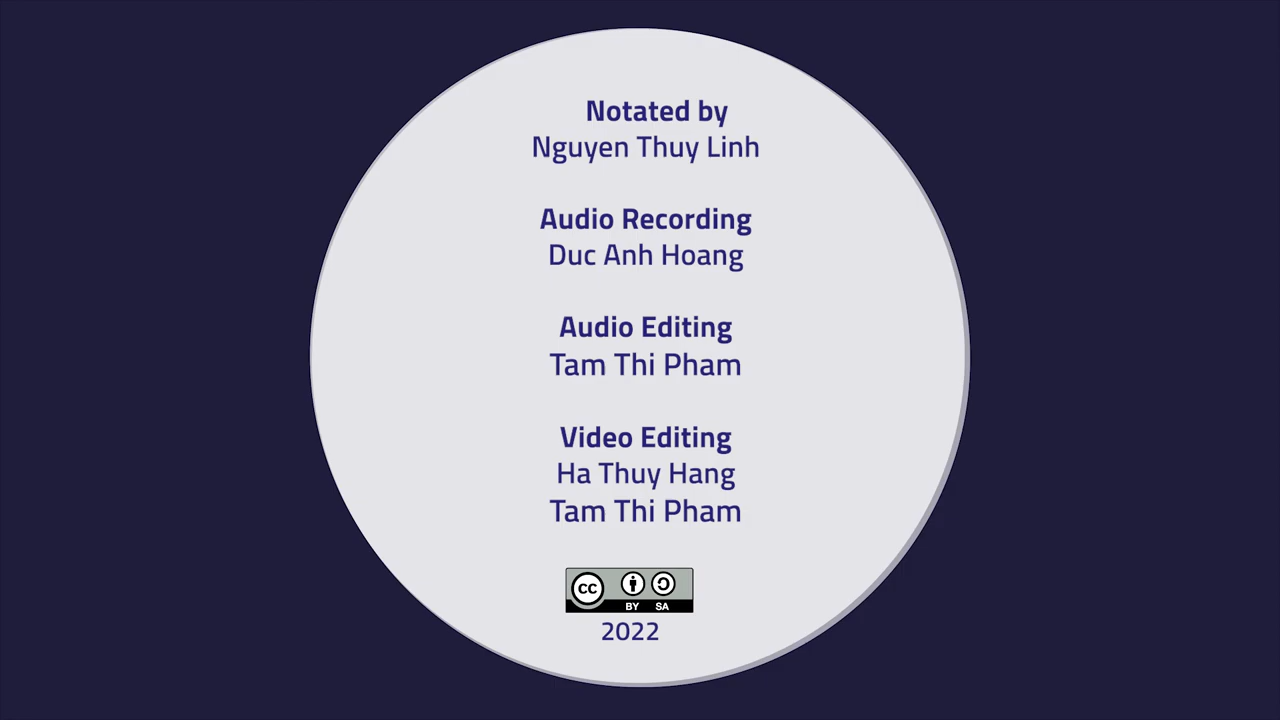 Notated by
Nguyen Thuy Linh
Audio Recording
Duc Anh Hoang
Audio Editing
Tam Thi Pham
Video Editing
Ha Thuy Hang
Tam Thi Pham
cc
BY SA
2022